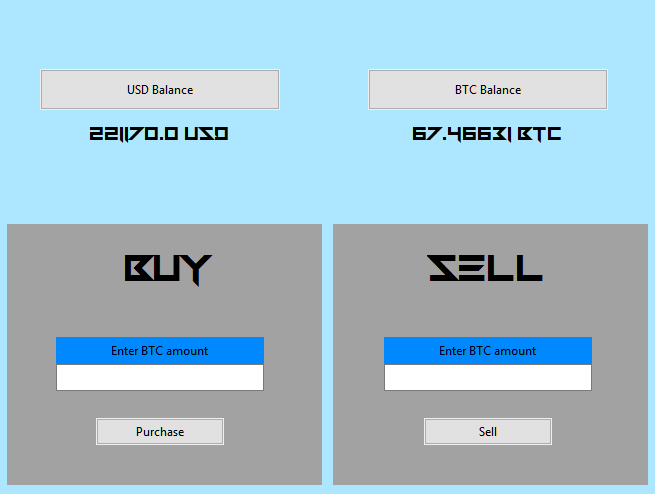 USD Balance
BTC Balance
221170.0 USD
67.46631 BTC
BUY
SELL
Enter BTC amount
Enter BTC amount
Purchase
Sell